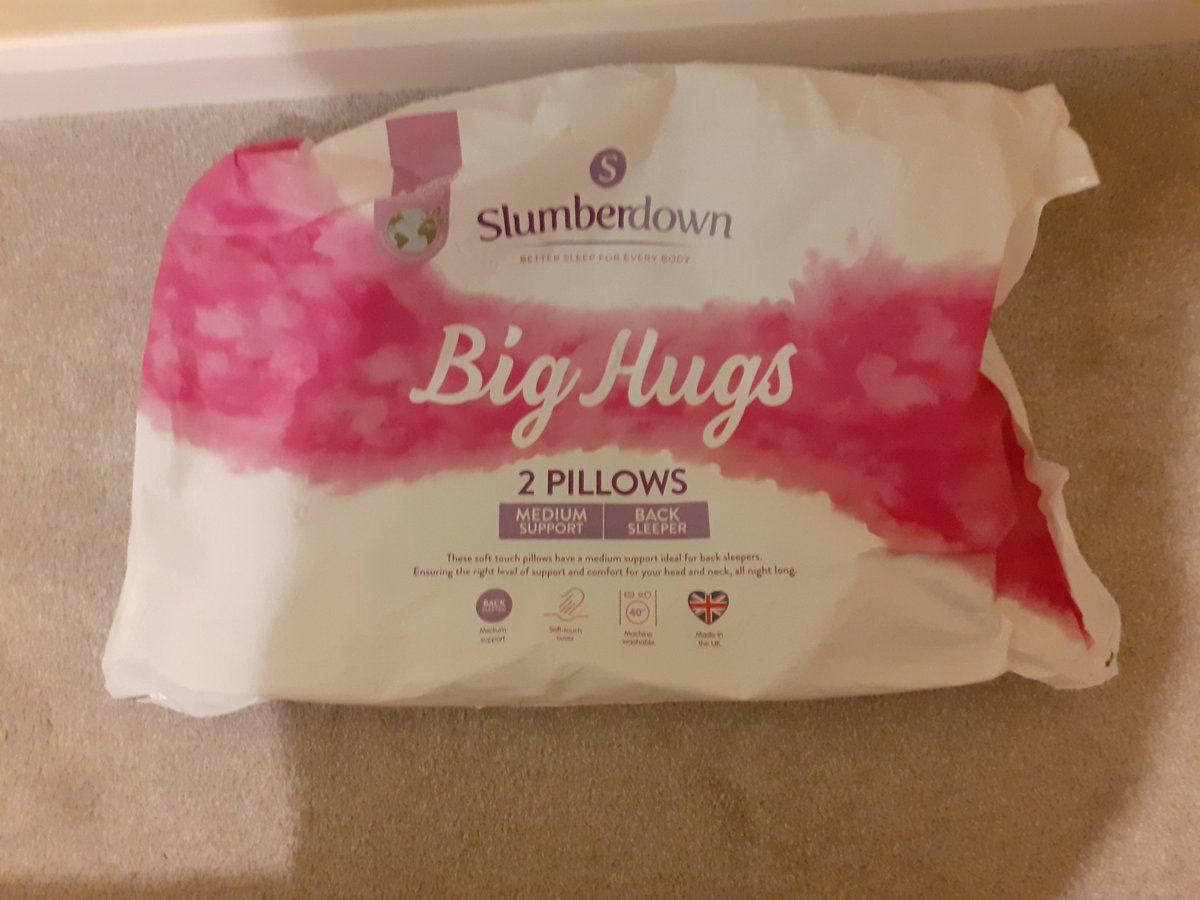 S
Slumberdown
BETTER SLEEP FOR EVERY BODY
Big Hugs
2 PILLOWS
MEDIUM SUPPORT
BACK SLEEPER
These soft touch pillows have a medium support ideal for back sleepers.
Ensuring the right level of support and comfort for your head and neck, all night long.
BACK SLEEPER
Medium support
Soft-touch cover
40°
Machine washable
Made in the UK